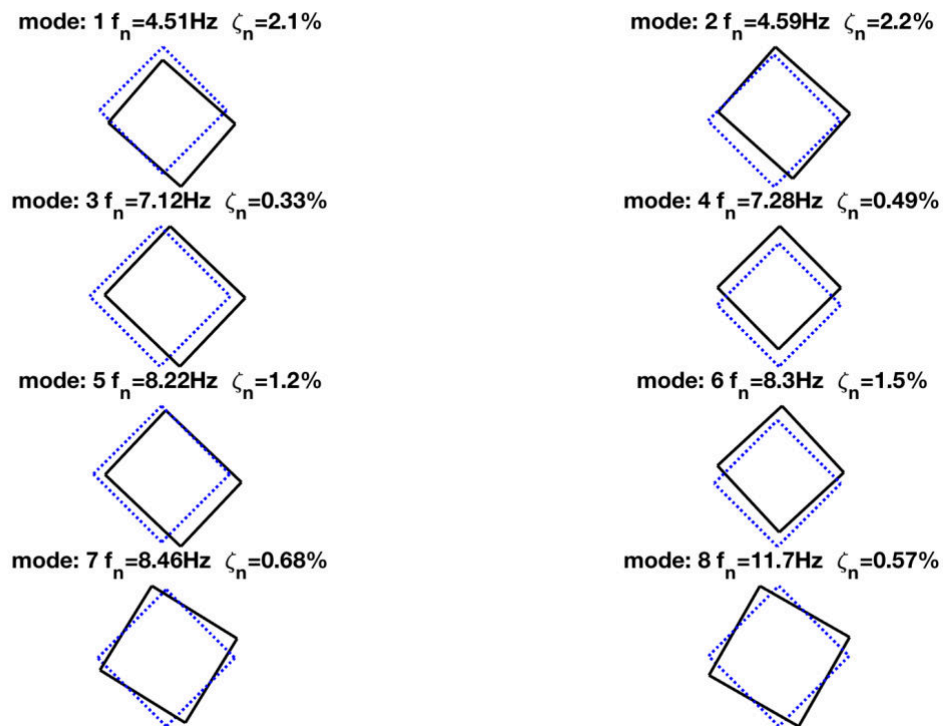 mode: 1 fn=4.51Hz ζn=2.1%
mode: 2 fn=4.59Hz ζn=2.2%
mode: 3 fn=7.12Hz ζn=0.33%
mode: 4 fn=7.28Hz ζn=0.49%
mode: 5 fn=8.22Hz ζn=1.2%
mode: 6 fn=8.3Hz ζn=1.5%
mode: 7 fn=8.46Hz ζn=0.68%
mode: 8 fn=11.7Hz ζn=0.57%